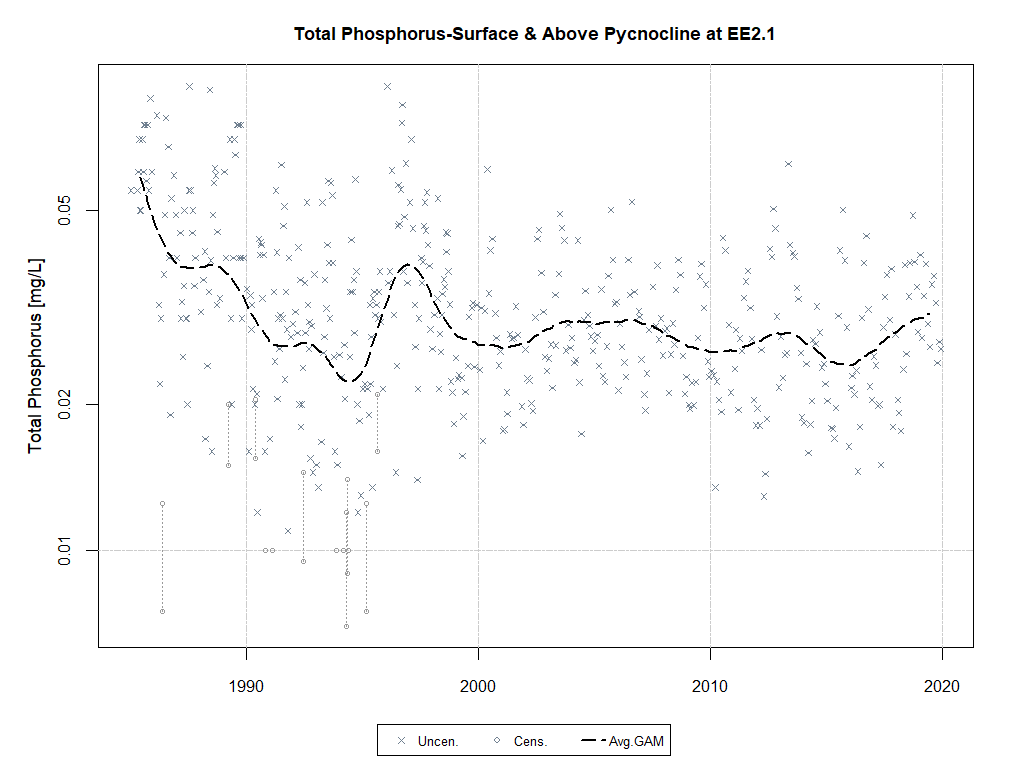 Total Phosphorus-Surface & Above Pycnocline at EE2.1
Total Phosphorus [mg/L]
0.05
0.02
0.01
1990 2000 2010 2020
Uncen. Cens. Avg.GAM